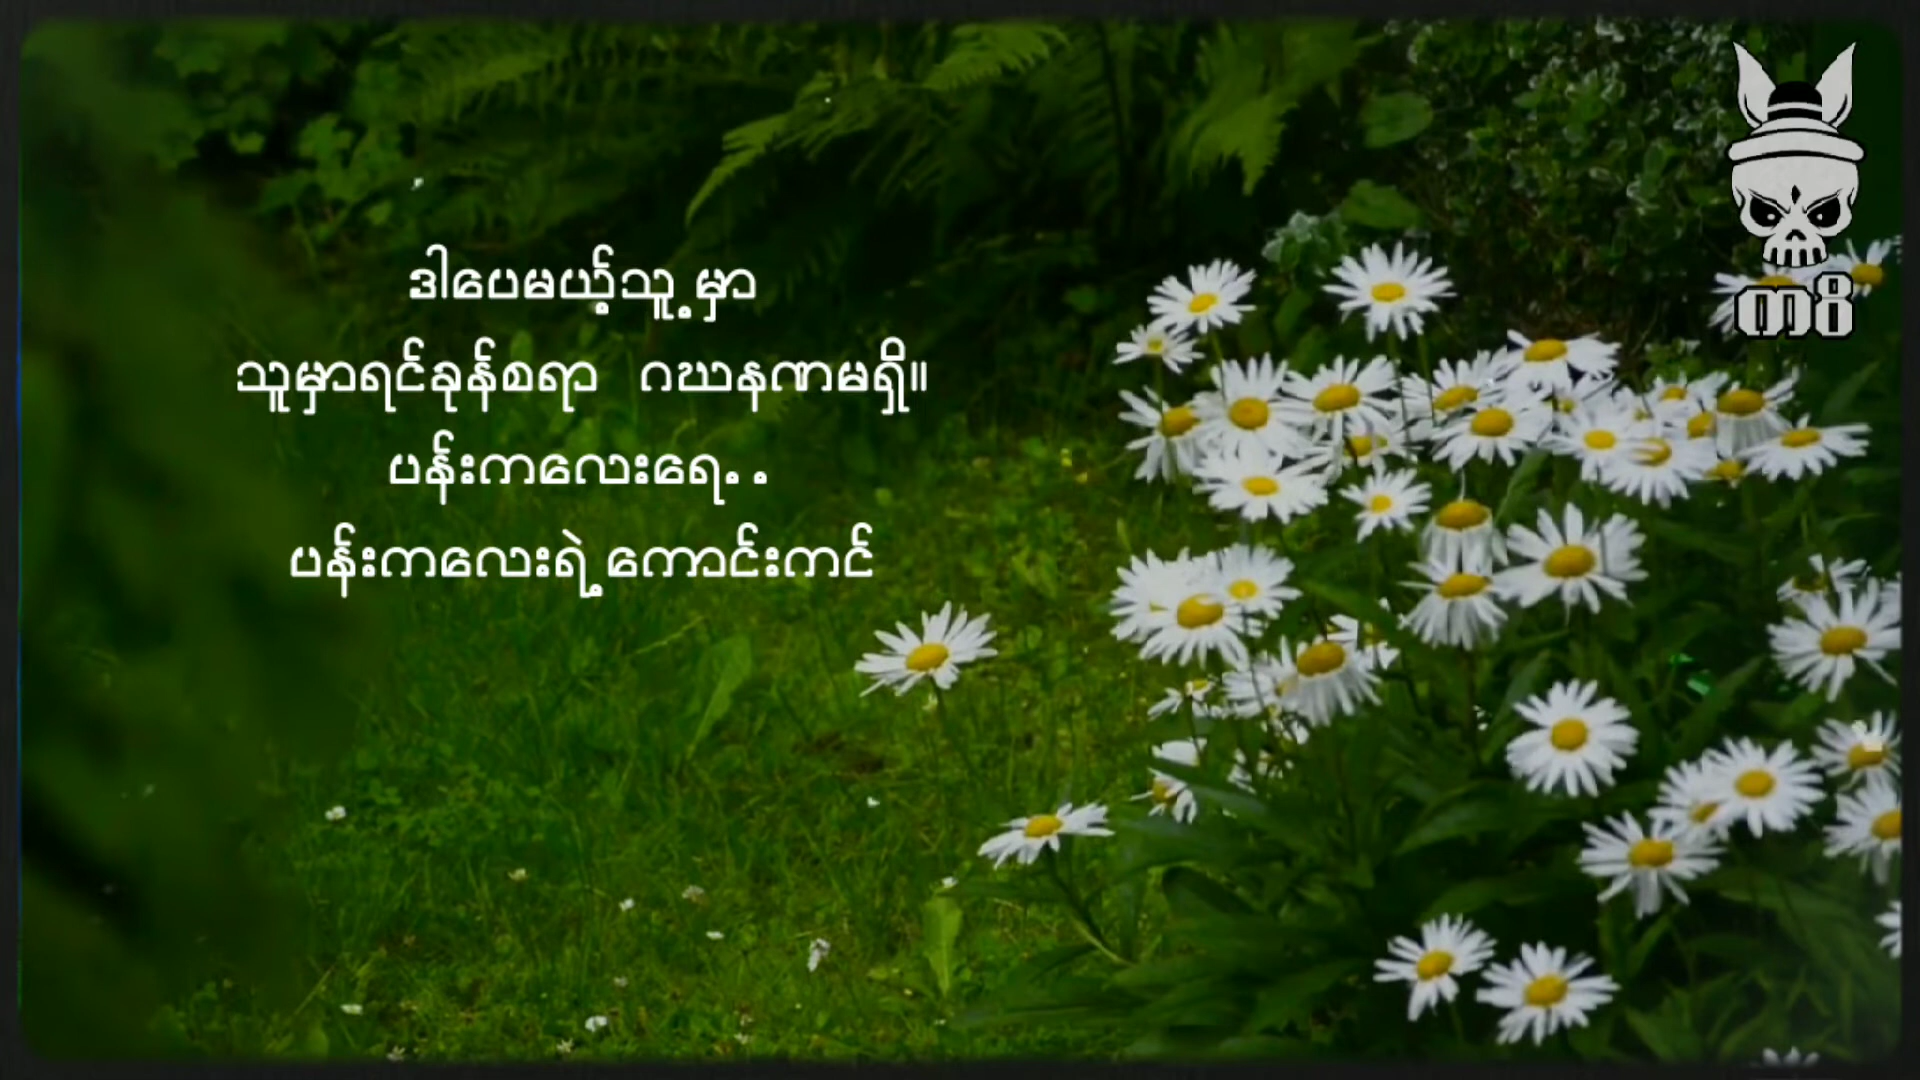 ဒါပေမယ့်သူ့မှာ
သူမှာရင်ခုန်စရာ ဂဃနဏမရှိ။
ပန်းကလေးရေ. .
ပန်းကလေးရဲ့ကောင်းကင်